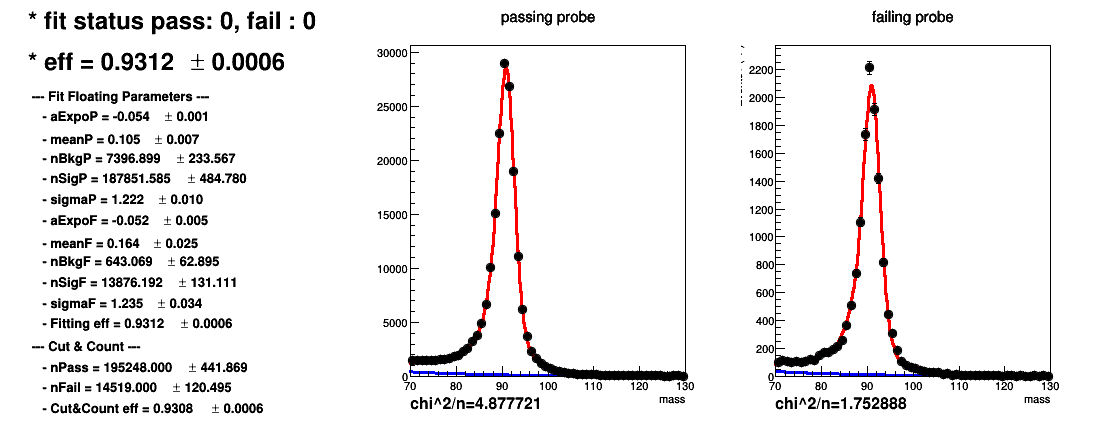 * fit status pass: 0, fail : 0
* eff = 0.9312 ± 0.0006
--- Fit Floating Parameters ---
- aExpoP = -0.054 ± 0.001
- meanP = 0.105 ± 0.007
- nBkgP = 7396.899 ± 233.567
- nSigP = 187851.585 ± 484.780
- sigmaP = 1.222 ± 0.010
- aExpoF = -0.052 ± 0.005
- meanF = 0.164 ± 0.025
- nBkgF = 643.069 ± 62.895
- nSigF = 13876.192 ± 131.111
- sigmaF = 1.235 ± 0.034
- Fitting eff = 0.9312 ± 0.0006
--- Cut & Count ---
- nPass = 195248.000 ± 441.869
- nFail = 14519.000 ± 120.495
- Cut&Count eff = 0.9308 ± 0.0006
passing probe
30000
25000
20000
15000
10000
5000
0
70 80 90 100 110 120 130
mass
chi^2/n=4.877721
failing probe
2200
2000
1800
1600
1400
1200
1000
800
600
400
200
0
70 80 90 100 110 120 130
mass
chi^2/n=1.752888